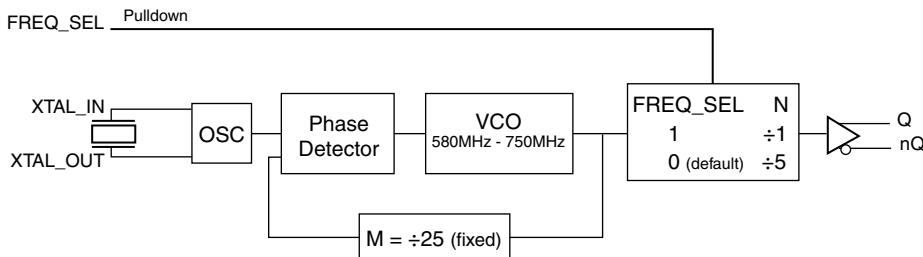 FREQ_SEL Pulldown
XTAL_IN
XTAL_OUT
OSC
Phase
Detector
VCO
580MHz - 750MHz
M = ÷25 (fixed)
FREQ_SEL N
1 ÷1
0 (default) ÷5
Q
nQ